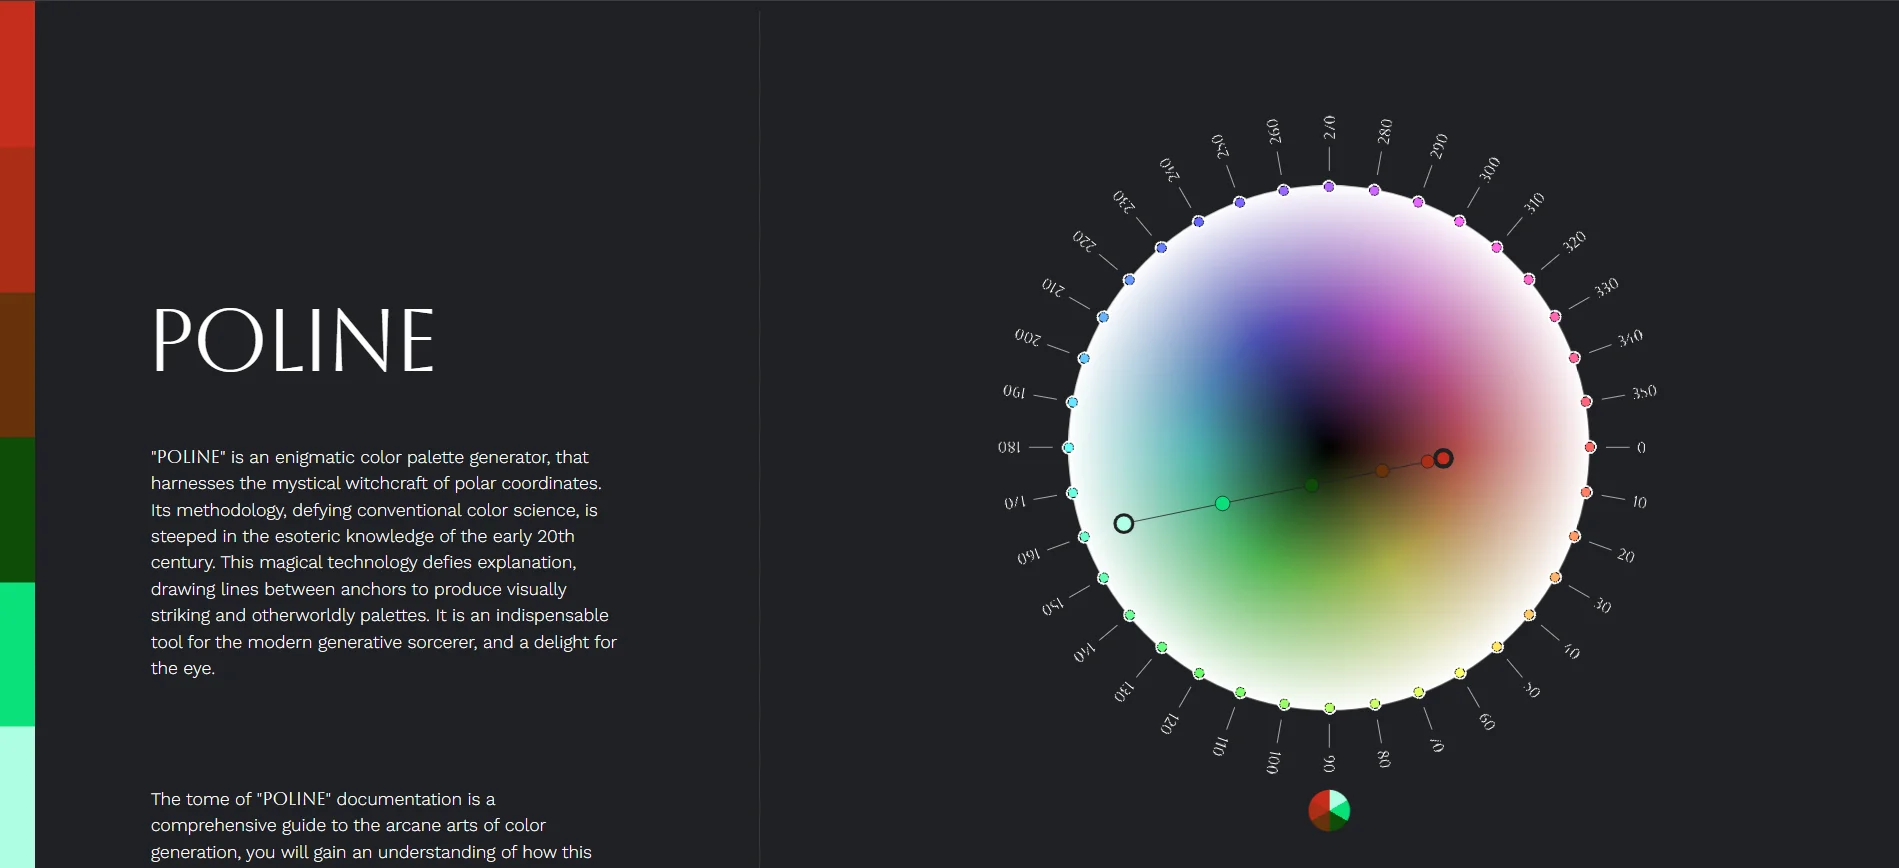 POLINE
"POLINE" is an enigmatic color palette generator, that
harnesses the mystical witchcraft of polar coordinates.
Its methodology, defying conventional color science, is
steeped in the esoteric knowledge of the early 20th
century. This magical technology defies explanation,
drawing lines between anchors to produce visually
striking and otherworldly palettes. It is an indispensable
tool for the modern generative sorcerer, and a delight for
the eye.
The tome of "POLINE" documentation is a
comprehensive guide to the arcane arts of color
generation, you will gain an understanding of how this
270
280
290
300
310
320
330
340
350
0
10
20
30
40
50
60
70
80
90
100
110
120
130
140
150
160
170
180
190
200
210
220
230
240
250
260